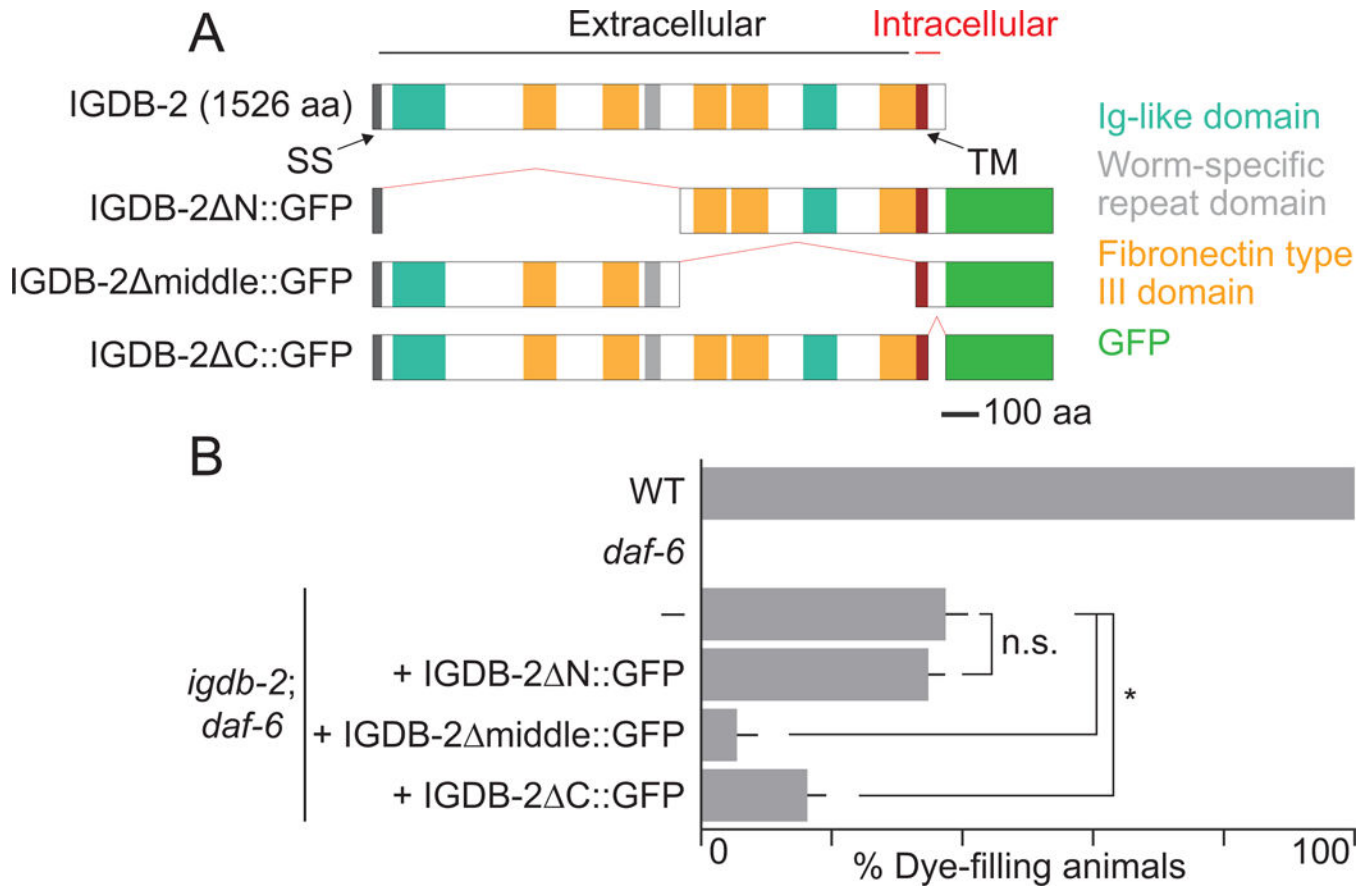 A
Extracellular
Intracellular
IGDB-2 (1526 aa)
SS
TM
IGDB-2ΔN::GFP
IGDB-2Δmiddle::GFP
IGDB-2ΔC::GFP
100 aa
Ig-like domain
Worm-specific
repeat domain
Fibronectin type
III domain
GFP
B
WT
daf-6
–
+ IGDB-2ΔN::GFP
+ IGDB-2Δmiddle::GFP
+ IGDB-2ΔC::GFP
igdb-2;
daf-6
n.s.
*
0
100
% Dye-filling animals